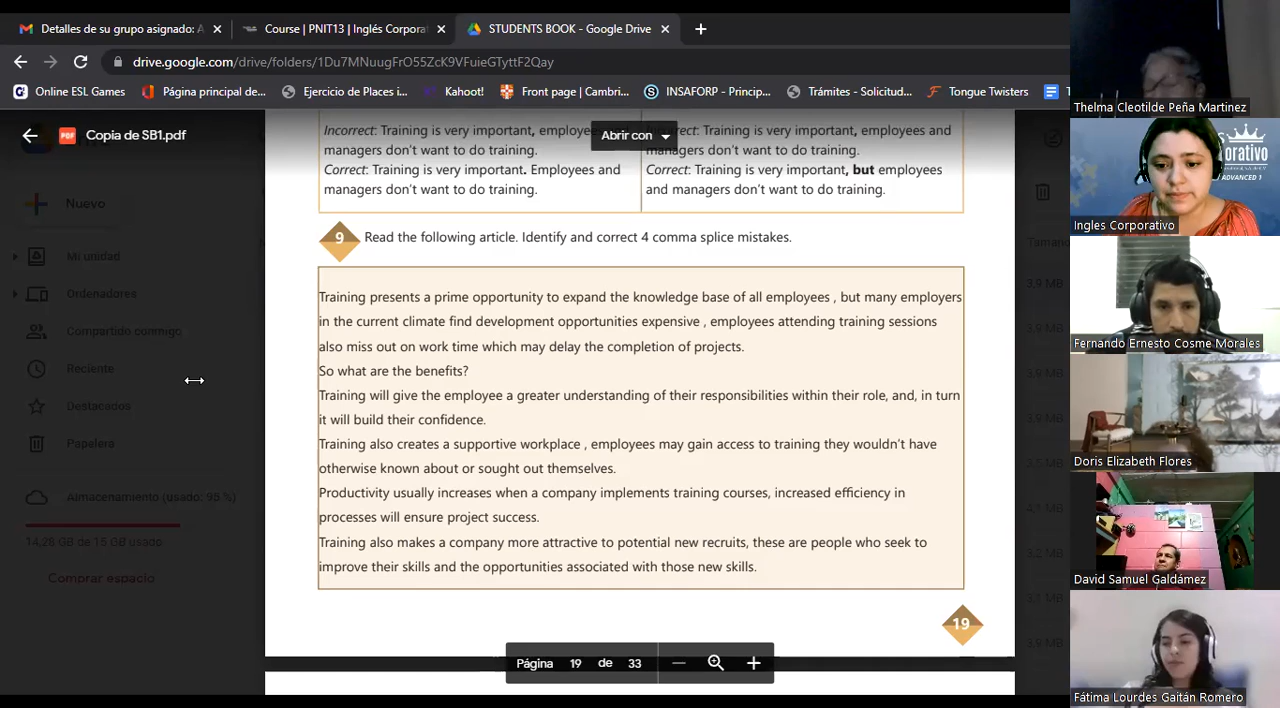 Detalles de su grupo asignado: A
Course | PNIT13 | Inglés Corpora
STUDENTS BOOK - Google Drive
drive.google.com/drive/folders/1Du7MNuugFrO55ZcK9VFuieGTyttF2Qay
Online ESL Games
Página principal de...
Ejercicio de Places i...
Kahoot!
Front page | Cambri...
INSAFORP - Princip...
Trámites - Solicitud...
Tongue Twisters
Copia de SB1.pdf
Abrir con
Nuevo
Mi unidad
Ordenadores
Compartido conmigo
Reciente
Destacados
Papelera
Almacenamiento (usado: 95 %)
14,28 GB de 15 GB usado
Comprar espacio
Incorrect: Training is very important, employees
managers don't want to do training.
Correct: Training is very important. Employees and
managers don't want to do training.
Training is very important, employees and
managers don't want to do training.
Correct: Training is very important, but employees
and managers don't want to do training.
9 Read the following article. Identify and correct 4 comma splice mistakes.
Training presents a prime opportunity to expand the knowledge base of all employees , but many employers
in the current climate find development opportunities expensive , employees attending training sessions
also miss out on work time which may delay the completion of projects.
So what are the benefits?
Training will give the employee a greater understanding of their responsibilities within their role, and, in turn
it will build their confidence.
Training also creates a supportive workplace , employees may gain access to training they wouldn't have
otherwise known about or sought out themselves.
Productivity usually increases when a company implements training courses, increased efficiency in
processes will ensure project success.
Training also makes a company more attractive to potential new recruits, these are people who seek to
improve their skills and the opportunities associated with those new skills.
19
Página 19 de 33
Thelma Cleotilde Peña Martinez
orativo
ADVANCED 1
Ingles Corporativo
Fernando Ernesto Cosme Morales
Doris Elizabeth Flores
David Samuel Galdámez
Fátima Lourdes Gaitán Romero